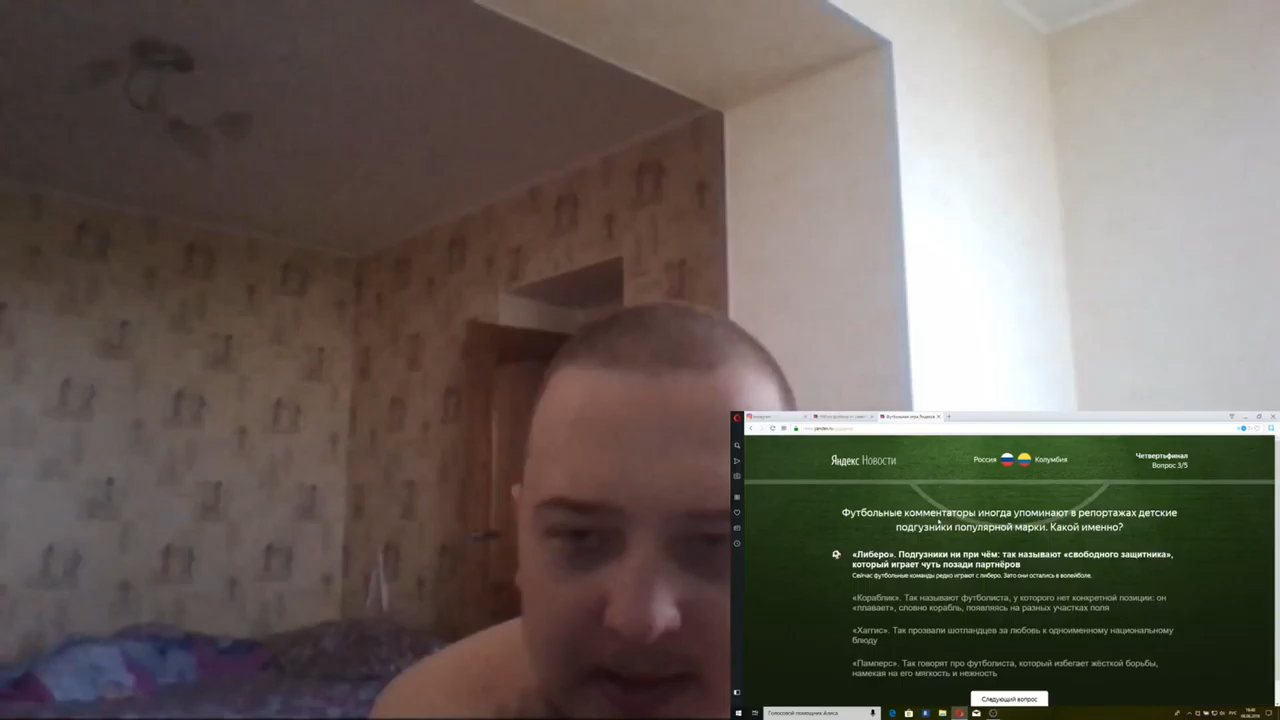 Яндекс Новости
Россия Колумбия
Четвертьфинал
Вопрос 3/5
Футбольные комментаторы иногда упоминают в репортажах детские
подгузники популярной марки. Какой именно?
«Либеро». Подгузники ни при чём: так называют «свободного защитника»,
который играет чуть позади партнёров
Сейчас футбольные команды редко играют с либеро. Зато они остались в волейболе.
«Кораблик». Так называют футболиста, у которого нет конкретной позиции: он
«плавает», словно корабль, появляясь на разных участках поля
«Хаггис». Так прозвали шотландцев за любовь к одноименному национальному
блюду
«Памперс». Так говорят про футболиста, который избегает жёсткой борьбы,
намекая на его мягкость и нежность
Следующий вопрос
Голосовой помощник Алиса
РУС